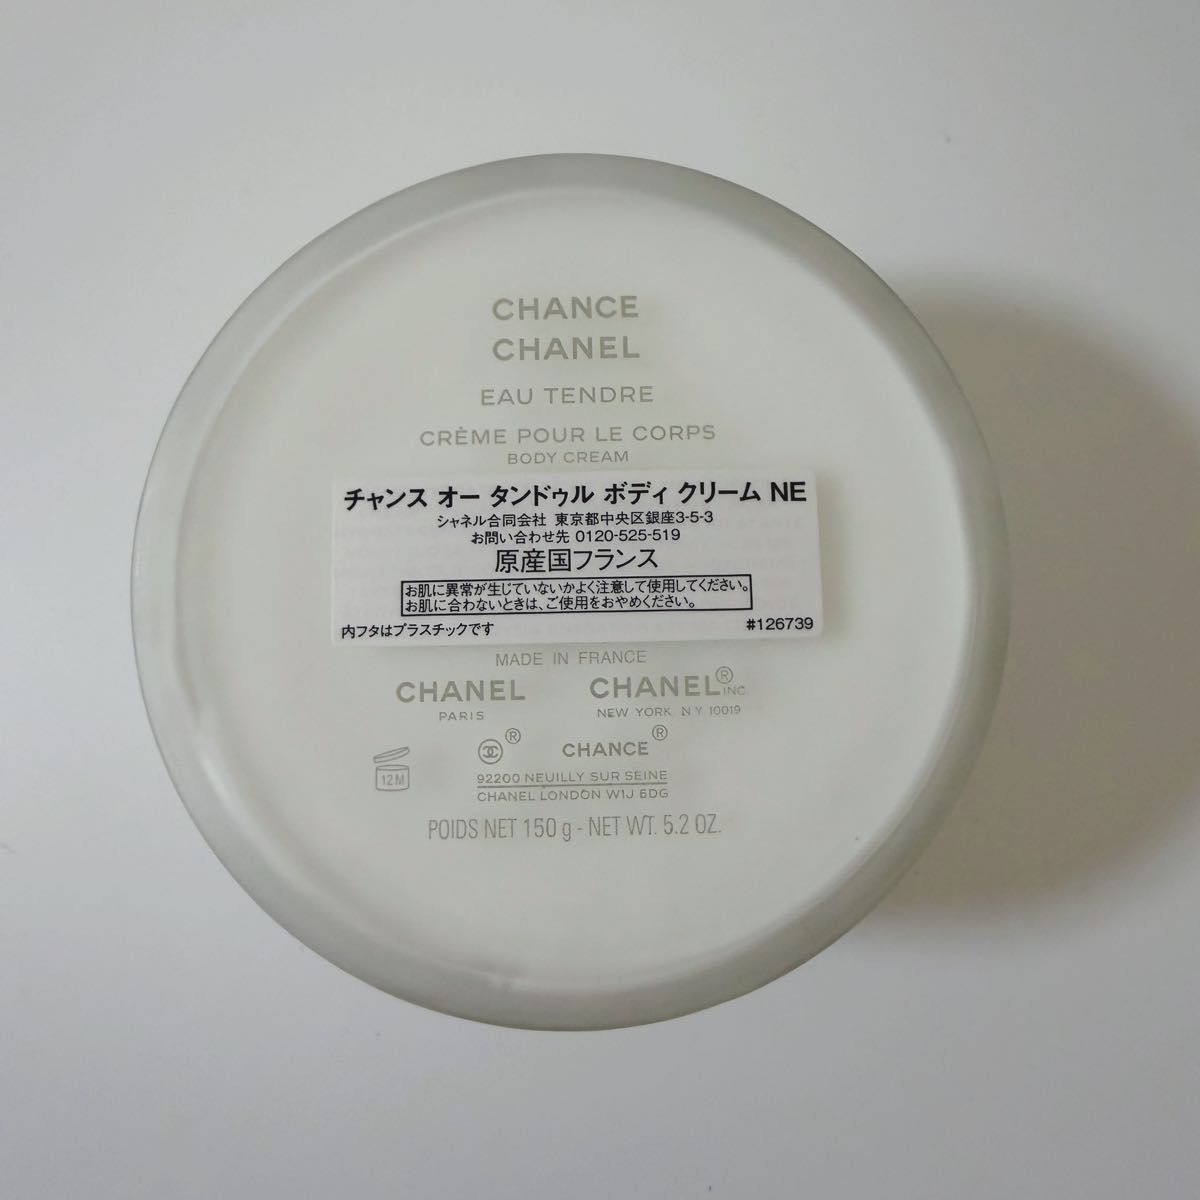 CHANCE
CHANEL
EAU TENDRE
CRÈME POUR LE CORPS
BODY CREAM
チャンス オー タンドゥル ボディ クリーム NE
シャネル合同会社 東京都中央区銀座3-5-3
お問い合わせ先 0120-525-519
原産国フランス
お肌に異常が生じていないかよく注意して使用してください。
お肌に合わないときは、ご使用をおやめください。
内フタはプラスチックです #126739
MADE IN FRANCE
CHANEL CHANEL® INC
PARIS NEW YORK N.Y 10019
12M ® CHANCE®
92200 NEUILLY SUR SEINE
CHANEL LONDON W1J 6DG
POIDS NET 150 g - NET WT. 5.2 OZ.